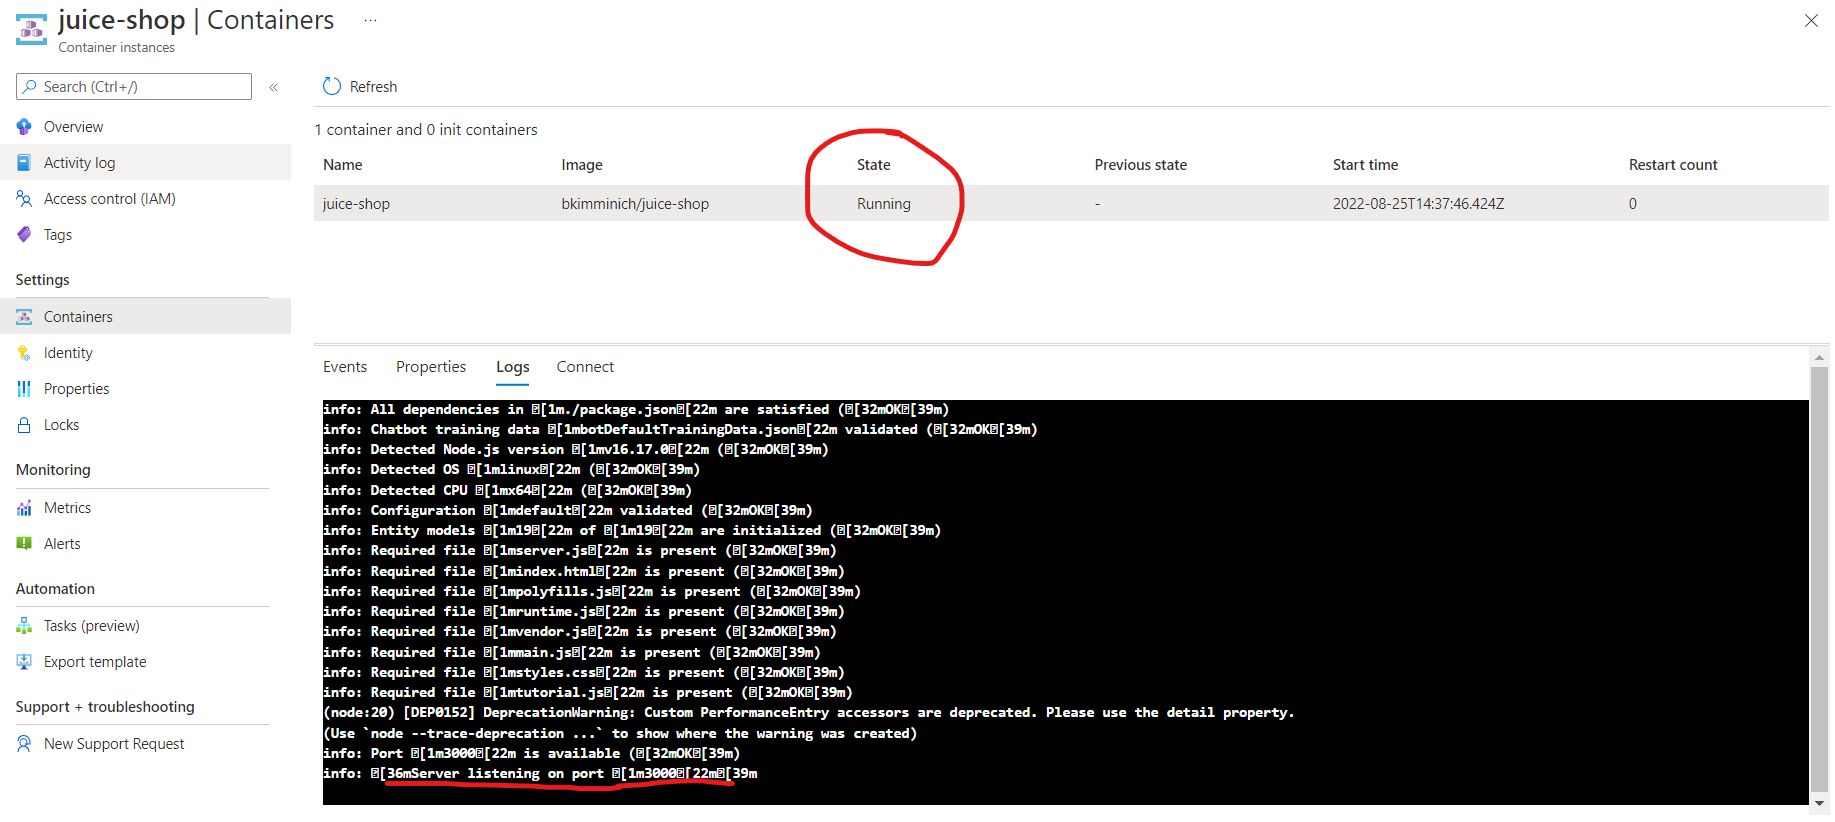 juice-shop | Containers ...
Container instances
Search (Ctrl+/)
«
Refresh
Overview
Activity log
Access control (IAM)
Tags
Settings
Containers
Identity
Properties
Locks
Monitoring
Metrics
Alerts
Automation
Tasks (preview)
Export template
Support + troubleshooting
New Support Request
1 container and 0 init containers
Name Image State Previous state Start time Restart count
juice-shop bkimminich/juice-shop Running - 2022-08-25T14:37:46.424Z 0
Events Properties Logs Connect
info: All dependencies in �[1m./package.json�[22m are satisfied (�[32mOK�[39m)
info: Chatbot training data �[1mbotDefaultTrainingData.json�[22m validated (�[32mOK�[39m)
info: Detected Node.js version �[1mv16.17.0�[22m (�[32mOK�[39m)
info: Detected OS �[1mlinux�[22m (�[32mOK�[39m)
info: Detected CPU �[1mx64�[22m (�[32mOK�[39m)
info: Configuration �[1mdefault�[22m validated (�[32mOK�[39m)
info: Entity models �[1m19�[22m of �[1m19�[22m are initialized (�[32mOK�[39m)
info: Required file �[1mserver.js�[22m is present (�[32mOK�[39m)
info: Required file �[1mindex.html�[22m is present (�[32mOK�[39m)
info: Required file �[1mpolyfills.js�[22m is present (�[32mOK�[39m)
info: Required file �[1mruntime.js�[22m is present (�[32mOK�[39m)
info: Required file �[1mvendor.js�[22m is present (�[32mOK�[39m)
info: Required file �[1mmain.js�[22m is present (�[32mOK�[39m)
info: Required file �[1mstyles.css�[22m is present (�[32mOK�[39m)
info: Required file �[1mtutorial.js�[22m is present (�[32mOK�[39m)
(node:20) [DEP0152] DeprecationWarning: Custom PerformanceEntry accessors are deprecated. Please use the detail property.
(Use `node --trace-deprecation ...` to show where the warning was created)
info: Port �[1m3000�[22m is available (�[32mOK�[39m)
info: �[36mServer listening on port �[1m3000�[22m�[39m